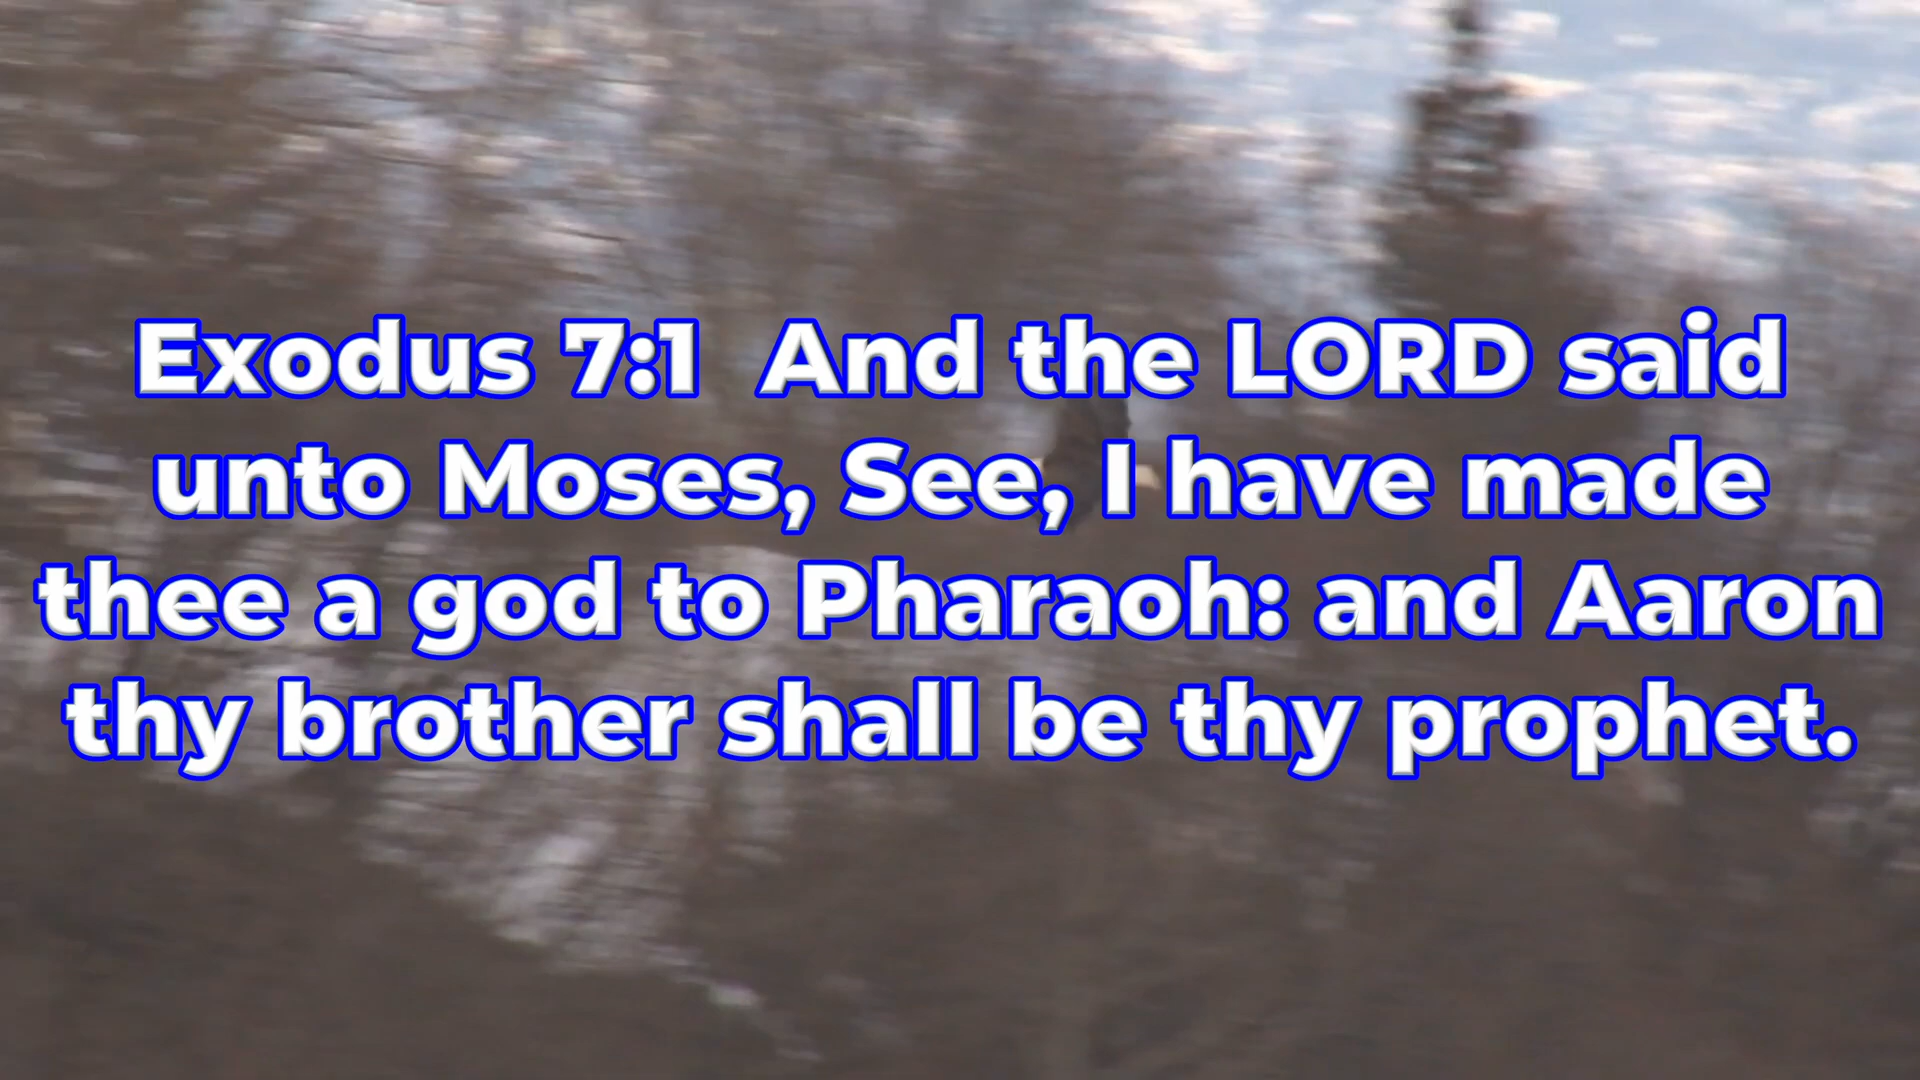 Exodus 7:1  And the LORD said
unto Moses, See, I have made
thee a god to Pharaoh: and Aaron
thy brother shall be thy prophet.